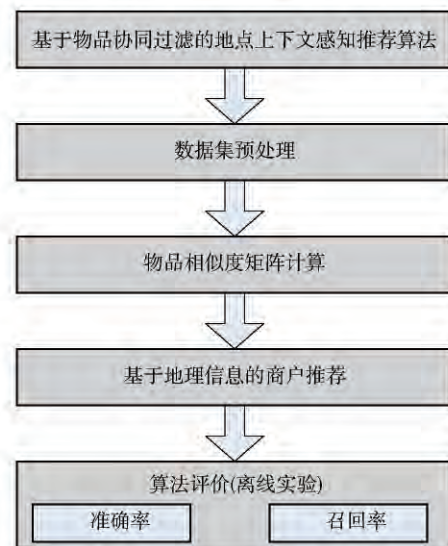 基于物品协同过滤的地点上下文感知推荐算法
数据集预处理
物品相似度矩阵计算
基于地理信息的商户推荐
算法评价(离线实验)
准确率
召回率